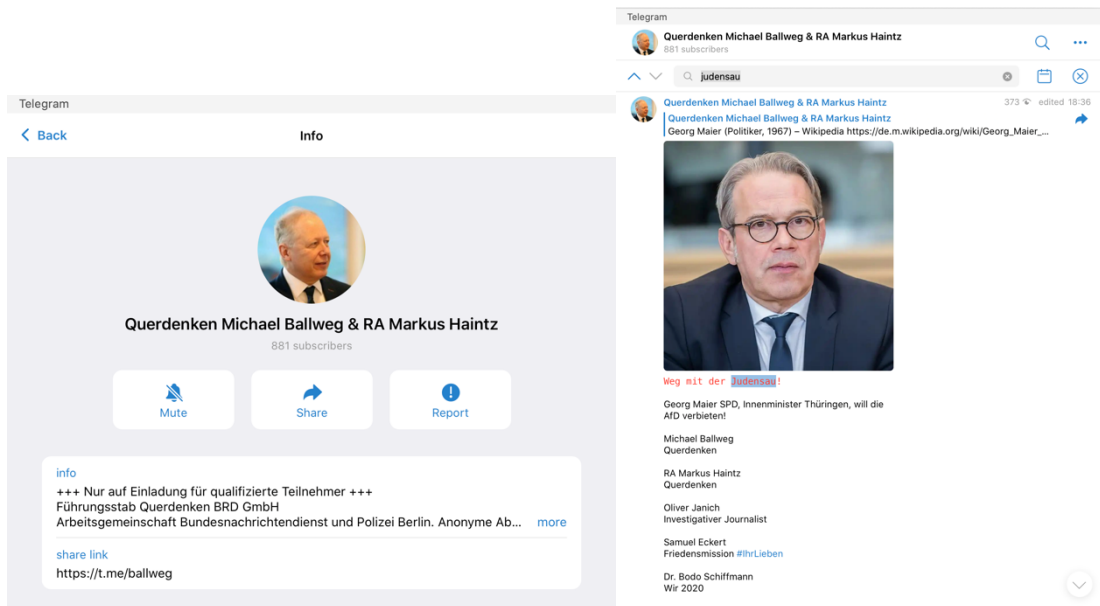 Telegram
Back
Info
Querdenken Michael Ballweg & RA Markus Haintz
881 subscribers
Mute
Share
Report
info
+++ Nur auf Einladung für qualifizierte Teilnehmer +++
Führungsstab Querdenken BRD GmbH
Arbeitsgemeinschaft Bundesnachrichtendienst und Polizei Berlin. Anonyme Ab... more
share link
https://t.me/ballweg
Telegram
Querdenken Michael Ballweg & RA Markus Haintz
881 subscribers
judensau
Querdenken Michael Ballweg & RA Markus Haintz 373 edited 18:36
Querdenken Michael Ballweg & RA Markus Haintz
Georg Maier (Politiker, 1967) – Wikipedia https://de.m.wikipedia.org/wiki/Georg_Maier_...
Weg mit der Judensau!
Georg Maier SPD, Innenminister Thüringen, will die
AfD verbieten!
Michael Ballweg
Querdenken
RA Markus Haintz
Querdenken
Oliver Janich
Investigativer Journalist
Samuel Eckert
Friedensmission #IhrLieben
Dr. Bodo Schiffmann
Wir 2020